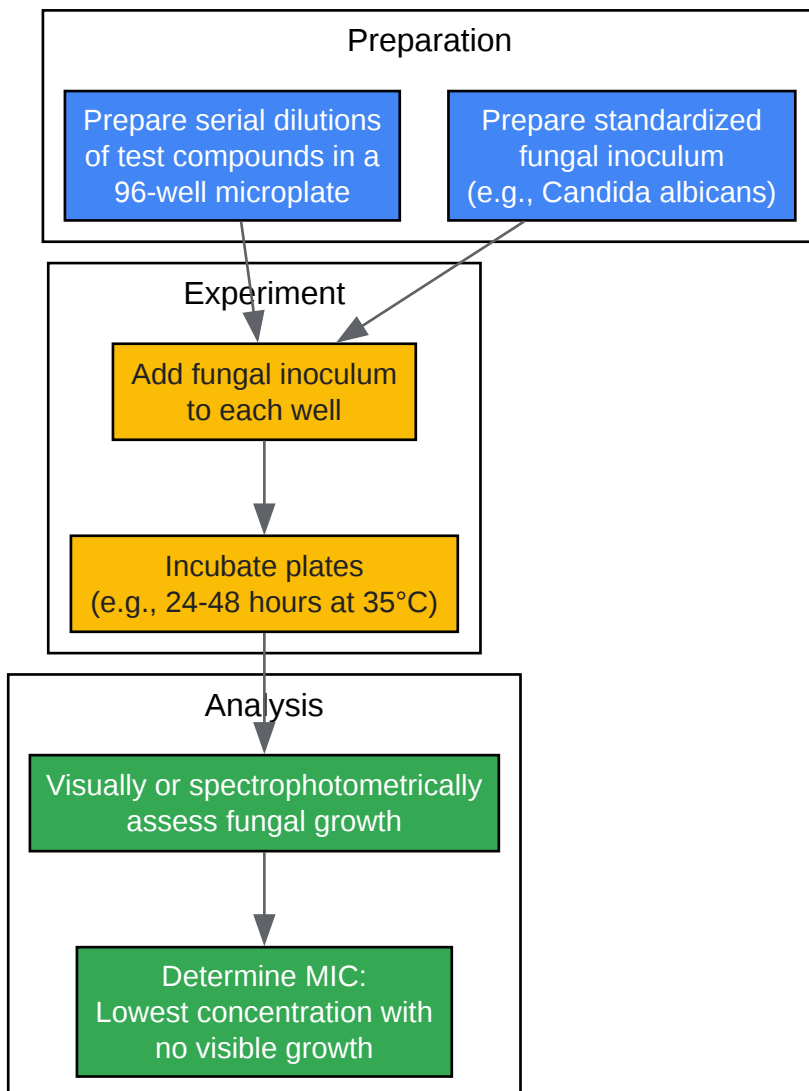 Preparation
Prepare serial dilutions
of test compounds in a
96-well microplate
Prepare standardized
fungal inoculum
(e.g., Candida albicans)
Experiment
Add fungal inoculum
to each well
Incubate plates
(e.g., 24-48 hours at 35°C)
Analysis
Visually or spectrophotometrically
assess fungal growth
Determine MIC:
Lowest concentration with
no visible growth